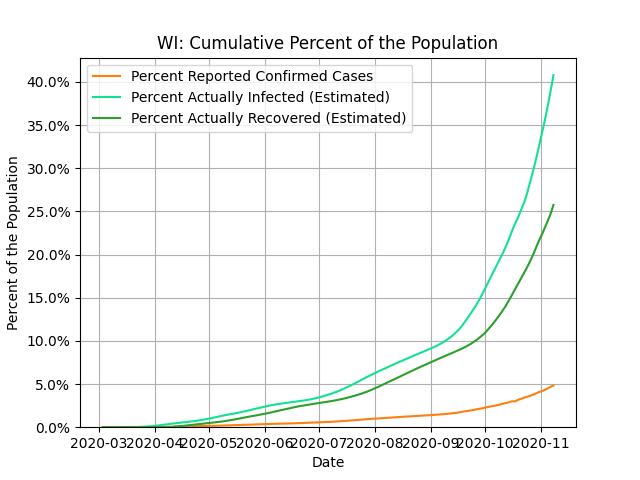 WI: Cumulative Percent of the Population
Percent Reported Confirmed Cases
Percent Actually Infected (Estimated)
Percent Actually Recovered (Estimated)
Percent of the Population
40.0%
35.0%
30.0%
25.0%
20.0%
15.0%
10.0%
5.0%
0.0%
2020-03 2020-04 2020-05 2020-06 2020-07 2020-08 2020-09 2020-10 2020-11
Date